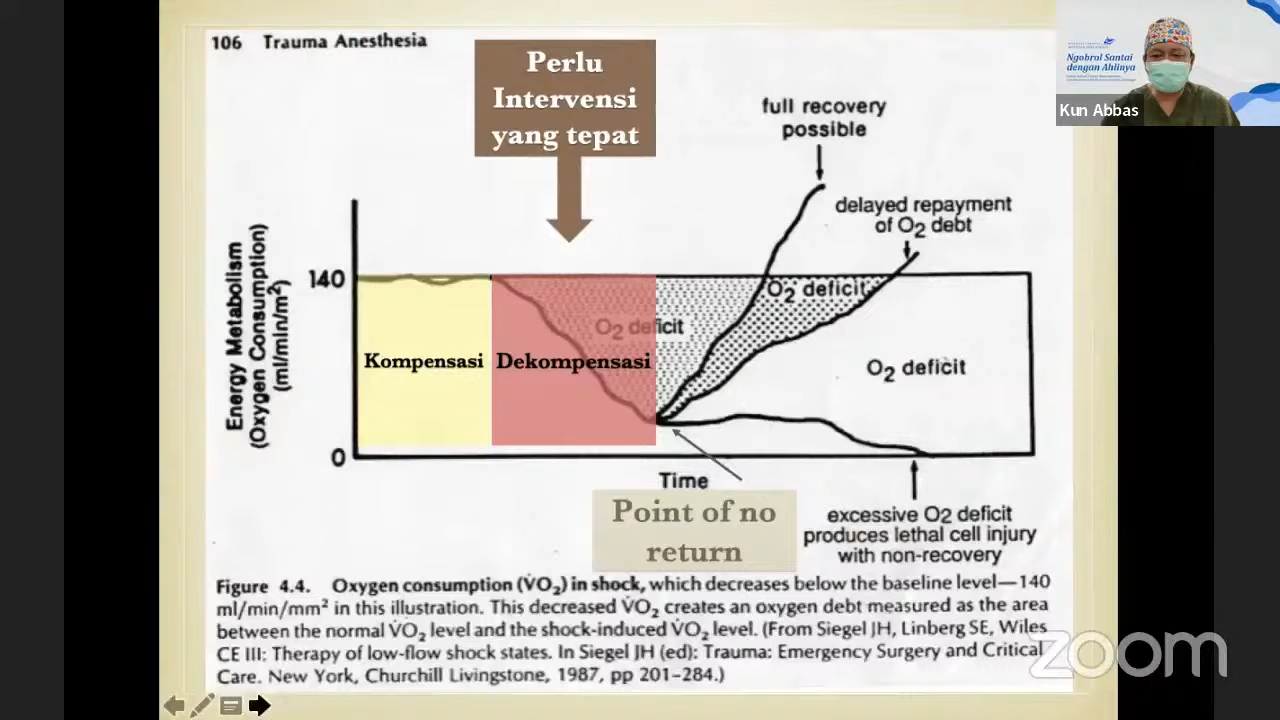 106 Trauma Anesthesia
Perlu
Intervensi
yang tepat
Ngobrol Santai
dengan Ahlinya
Kun Abbas
full recovery
possible
delayed repayment
of O2 debt
Energy Metabolism
(Oxygen Consumption)
(ml/min/m²)
140
0
O2 deficit
O2 deficit
O2 deficit
Kompensasi
Dekompensasi
Time
Point of no
return
excessive O2 deficit
produces lethal cell injury
with non-recovery
Figure 4.4. Oxygen consumption (V̇O2) in shock, which decreases below the baseline level—140
ml/min/mm² in this illustration. This decreased V̇O2 creates an oxygen debt measured as the area
between the normal V̇O2 level and the shock-induced V̇O2 level. (From Siegel JH, Linberg SE, Wiles
CE III: Therapy of low-flow shock states. In Siegel JH (ed): Trauma: Emergency Surgery and Critical
Care. New York, Churchill Livingstone, 1987, pp 201–284.)
zoom